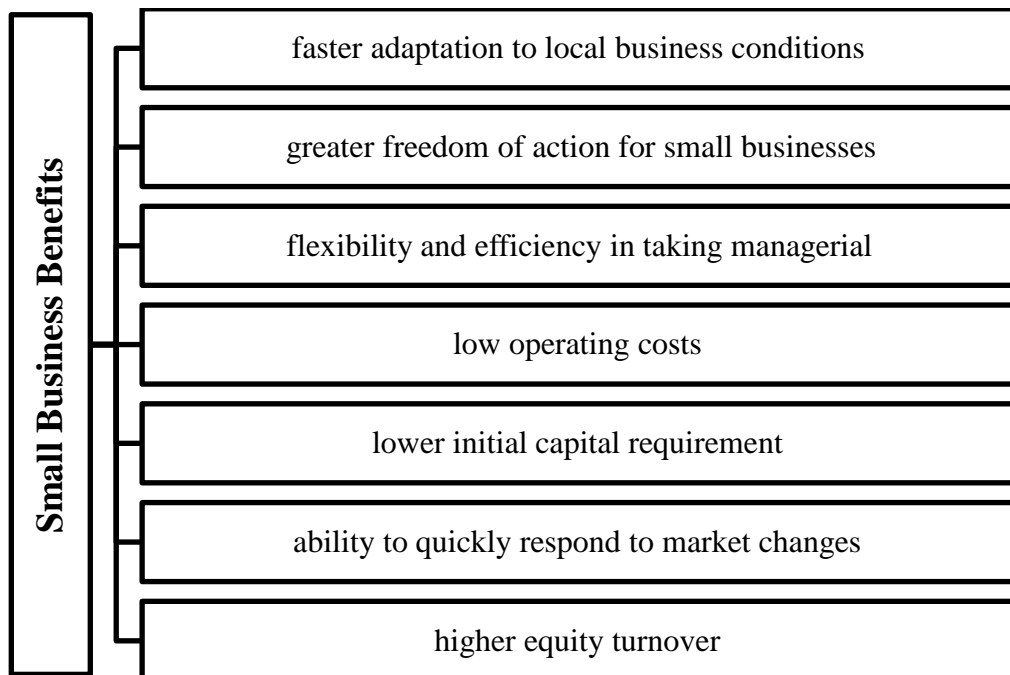 Small Business Benefits
faster adaptation to local business conditions
greater freedom of action for small businesses
flexibility and efficiency in taking managerial
low operating costs
lower initial capital requirement
ability to quickly respond to market changes
higher equity turnover